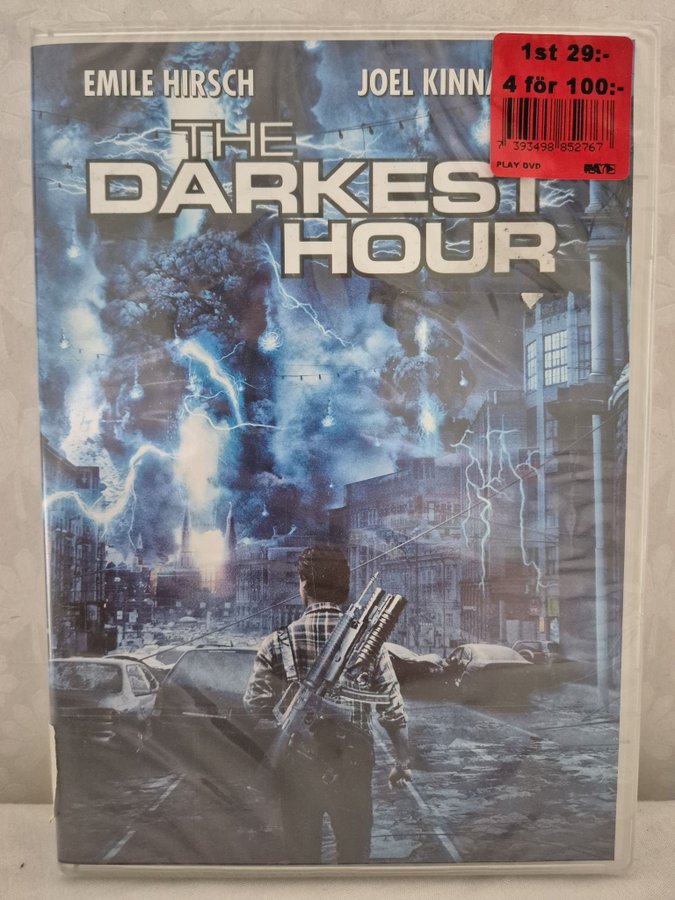 EMILE HIRSCH
JOEL KINNA
THE
DARKEST
HOUR
1st 29:-
4 för 100:-
7 393498 852767
PLAY DVD